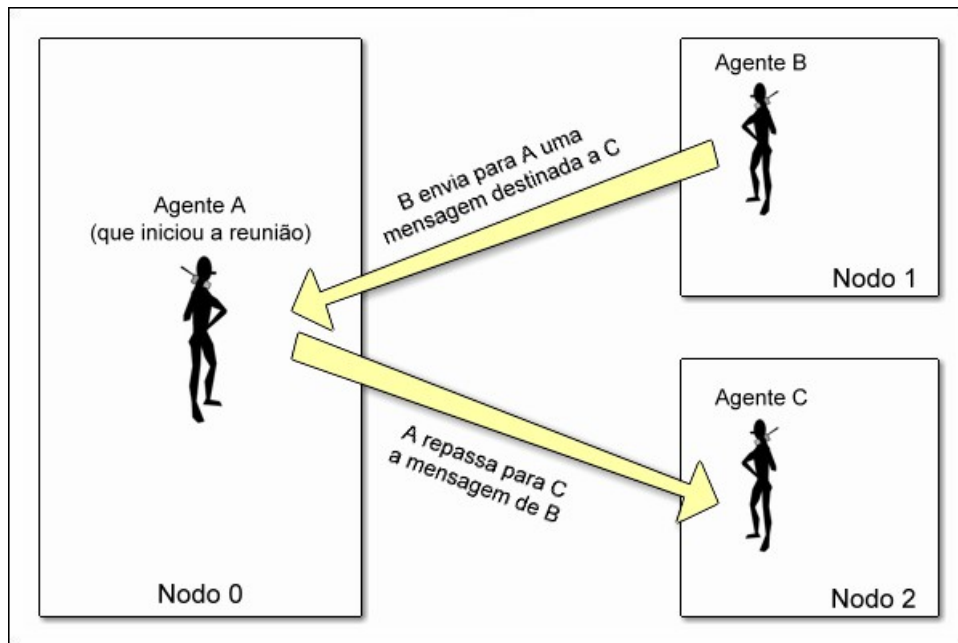 Agente A
(que iniciou a reunião)
Nodo 0
B envia para A uma
mensagem destinada a C
Agente B
Nodo 1
A repassa para C
a mensagem de B
Agente C
Nodo 2